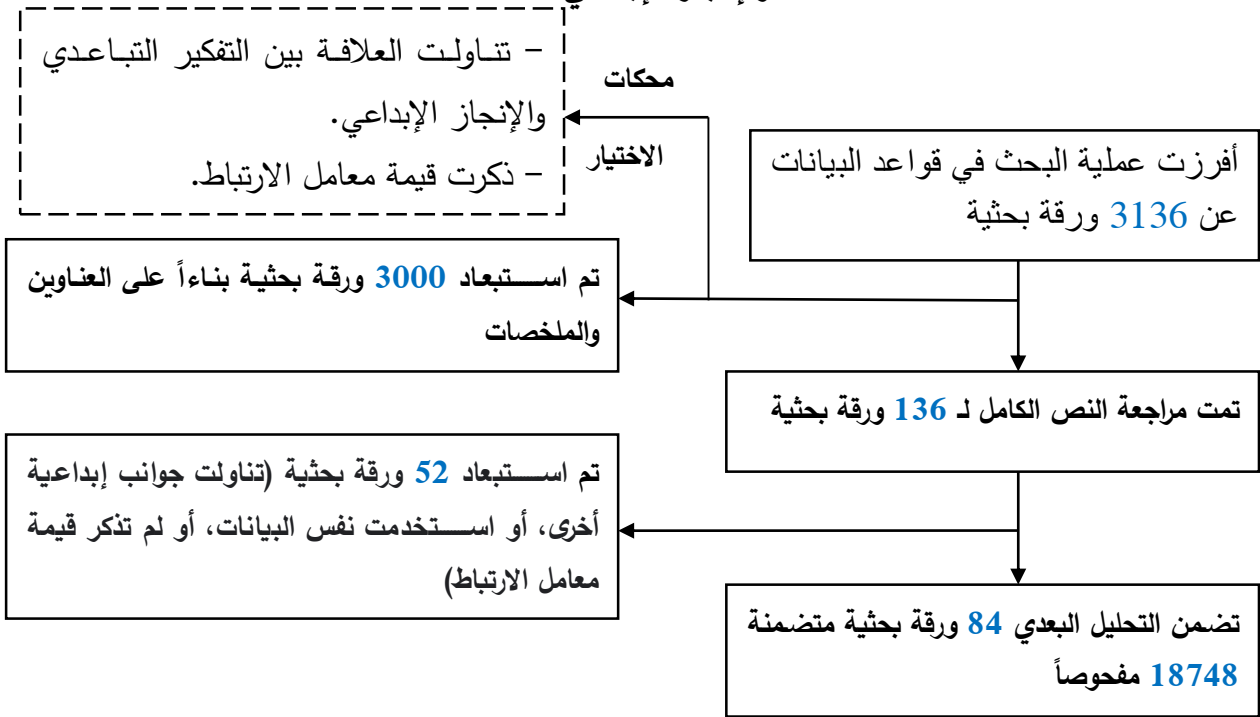 – تناولت العلافة بين التفكير التباعدي
والإنجاز الإبداعي.
– ذكرت قيمة معامل الارتباط.
محكات
الاختيار
أفرزت عملية البحث في قواعد البيانات
عن 3136 ورقة بحثية
تم استبعاد 3000 ورقة بحثية بناءاً على العناوين
والملخصات
تمت مراجعة النص الكامل لـ 136 ورقة بحثية
تم استبعاد 52 ورقة بحثية (تناولت جوانب إبداعية
أخرى، أو استخدمت نفس البيانات، أو لم تذكر قيمة
معامل الارتباط)
تضمن التحليل البعدي 84 ورقة بحثية متضمنة
18748 مفحوصاً